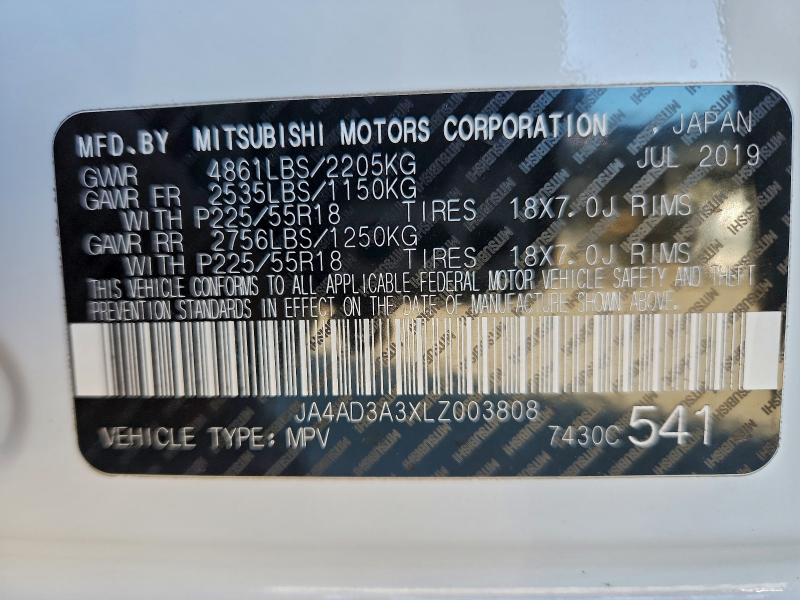 MFD.BY MITSUBISHI MOTORS CORPORATION , JAPAN
GWWR 4861LBS/2205KG JUL 2019
GAWR FR 2535LBS/1150KG
WITH P225/55R18 TIRES 18X7.0J RIMS
GAWR RR 2756LBS/1250KG
WITH P225/55R18 TIRES 18X7.0J RIMS
THIS VEHICLE CONFORMS TO ALL APPLICABLE FEDERAL MOTOR VEHICLE SAFETY AND THEFT
PREVENTION STANDARDS IN EFFECT ON THE DATE OF MANUFACTURE SHOWN ABOVE.
JA4AD3A3XLZ003808
VEHICLE TYPE: MPV 7430C 541